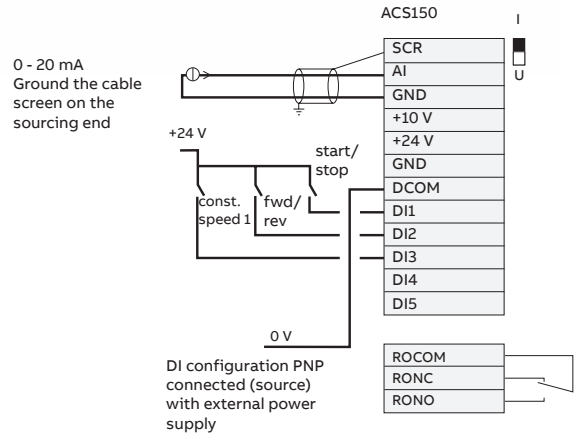 ACS150
I
SCR
0 - 20 mA
Ground the cable
screen on the
sourcing end
AI
U
GND
+10 V
+24 V
+24 V
GND
start/
stop
DCOM
const.
speed 1
fwd/
rev
DI1
DI2
DI3
DI4
DI5
0 V
DI configuration PNP
connected (source)
with external power
supply
ROCOM
RONC
RONO